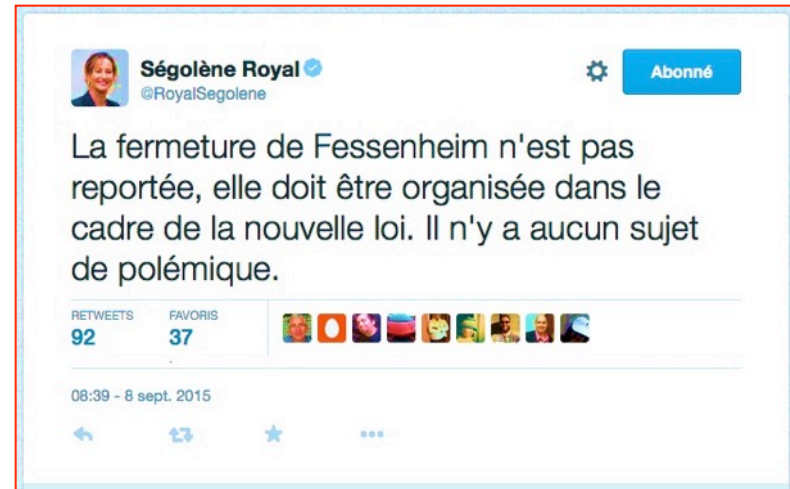 Ségolène Royal
@RoyalSegolene
Abonné
La fermeture de Fessenheim n'est pas
reportée, elle doit être organisée dans le
cadre de la nouvelle loi. Il n'y a aucun sujet
de polémique.
RETWEETS FAVORIS
92 37
08:39 - 8 sept. 2015